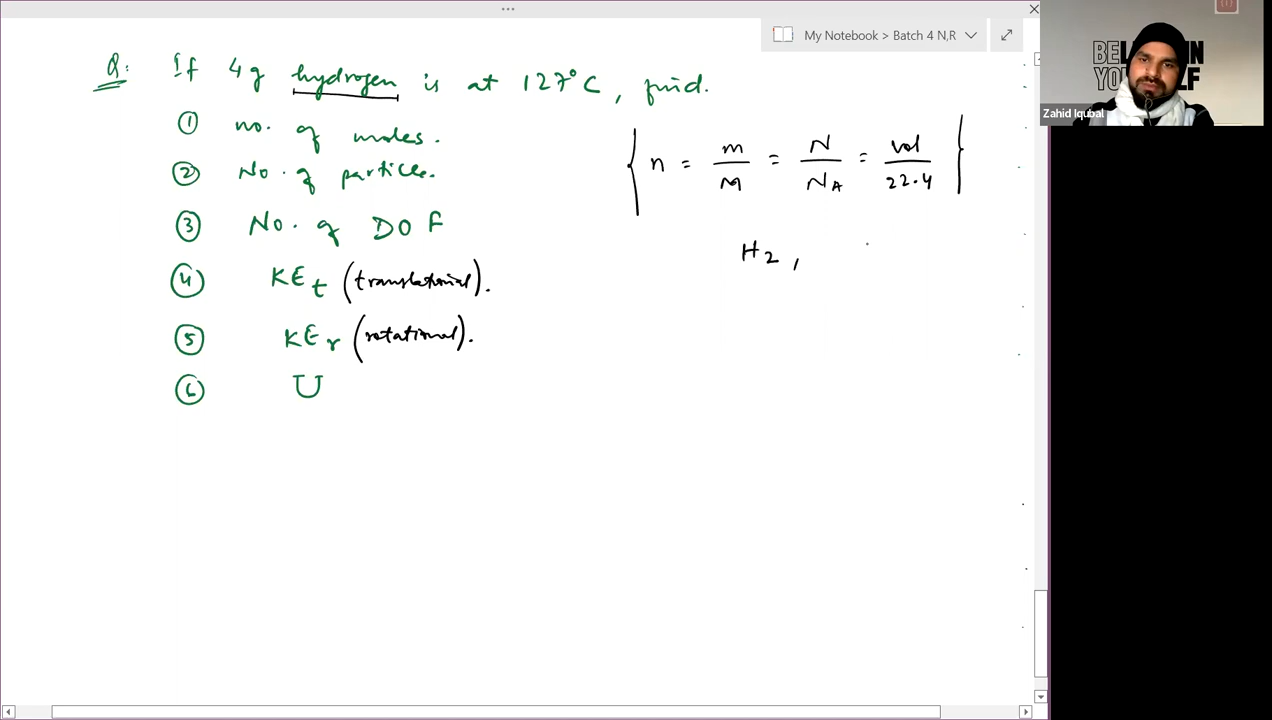 My Notebook > Batch 4 N,R
Q: If 4g hydrogen is at 127°C, find.
① no. of moles.
② No. of particles.
③ No. of DOF
④ KEt (translational).
⑤ KEr (rotational).
⑥ U
{ n = m/M = N/NA = vol/22.4 }
H2,
Zahid Iqubal